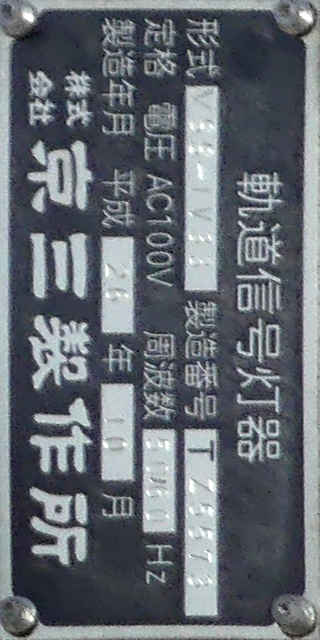 軌道信号灯器
形式 製造番号 T Z5573
定格 電圧 AC100V 周波数 5060 Hz
製造年月 平成 26 年 10 月
株式会社 京三製作所